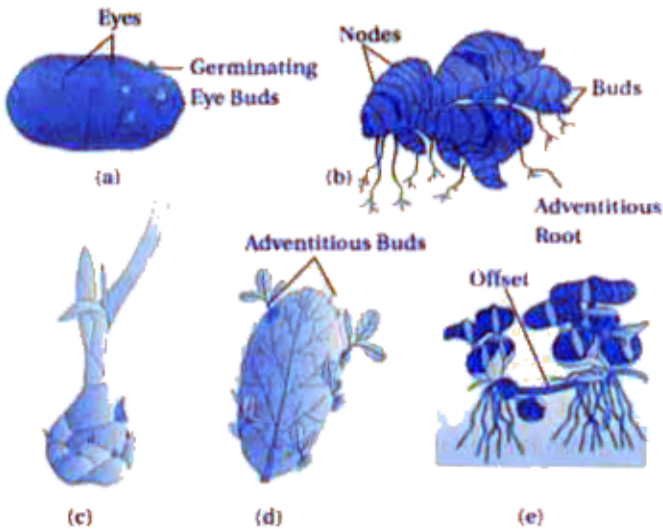 Eyes
Germinating
Eye Buds
(a)
Nodes
Buds
(b)
Adventitious
Root
Adventitious Buds
Offset
(c)
(d)
(e)